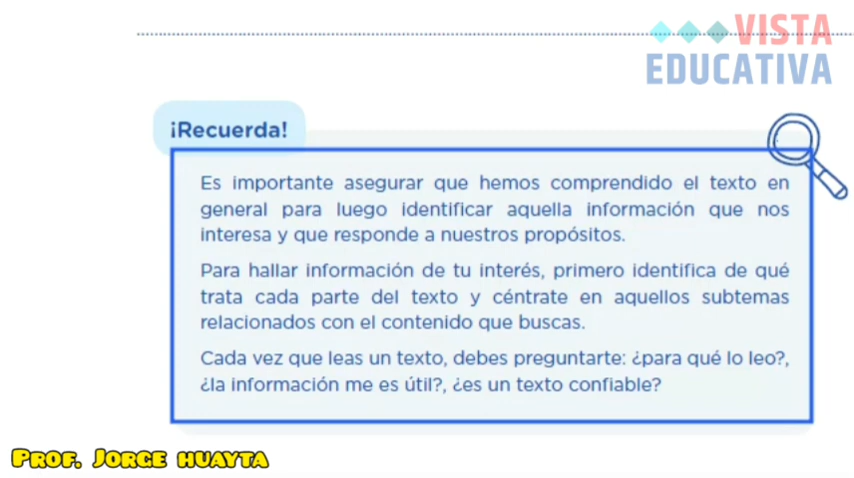 VISTA
EDUCATIVA
¡Recuerda!
Es importante asegurar que hemos comprendido el texto en
general para luego identificar aquella información que nos
interesa y que responde a nuestros propósitos.
Para hallar información de tu interés, primero identifica de qué
trata cada parte del texto y céntrate en aquellos subtemas
relacionados con el contenido que buscas.
Cada vez que leas un texto, debes preguntarte: ¿para qué lo leo?,
¿la información me es útil?, ¿es un texto confiable?
PROF. JORGE HUAYTA